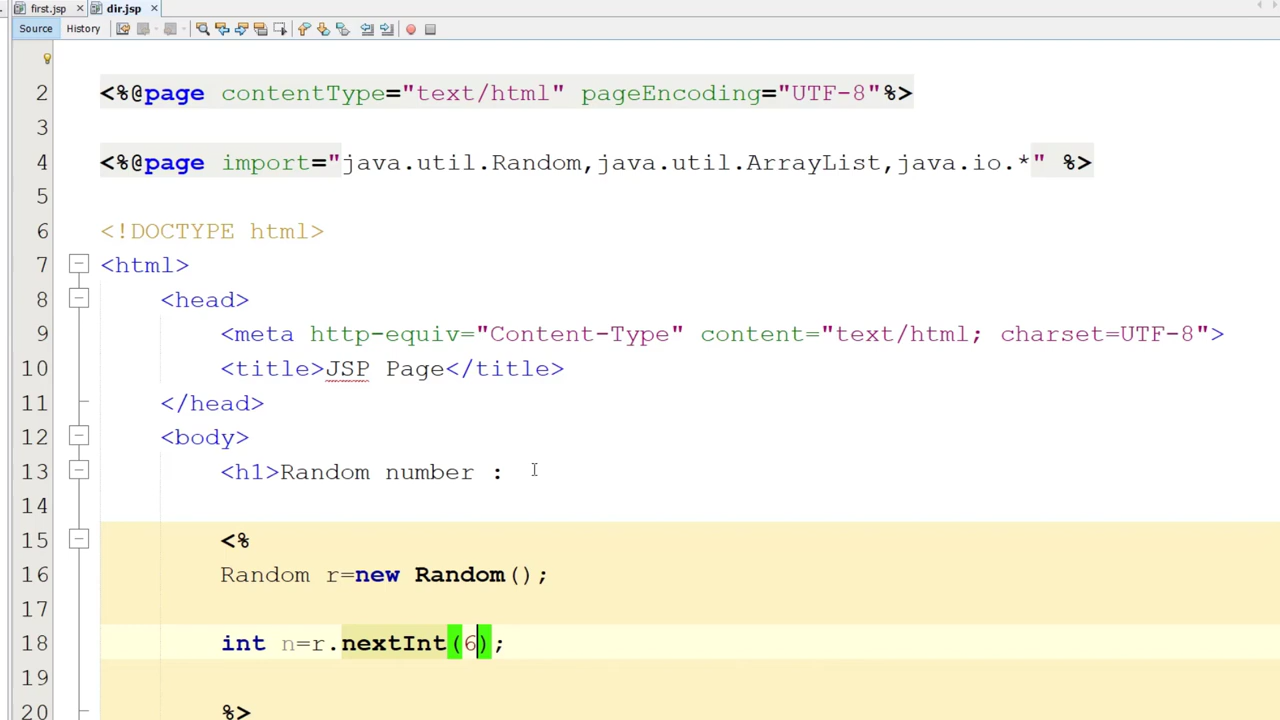 first.jsp dir.jsp
Source History
2 <%@page contentType="text/html" pageEncoding="UTF-8"%>
3
4 <%@page import="java.util.Random,java.util.ArrayList,java.io.*" %>
5
6 <!DOCTYPE html>
7 <html>
8 <head>
9 <meta http-equiv="Content-Type" content="text/html; charset=UTF-8">
10 <title>JSP Page</title>
11 </head>
12 <body>
13 <h1>Random number :
14
15 <%
16 Random r=new Random();
17
18 int n=r.nextInt(6);
19
20 %>